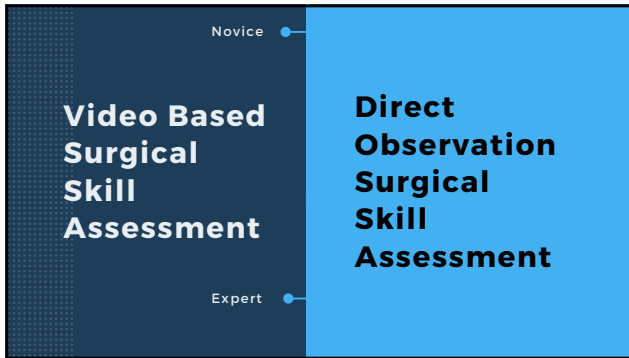 Novice
Video Based
Surgical
Skill
Assessment
Expert
Direct
Observation
Surgical
Skill
Assessment